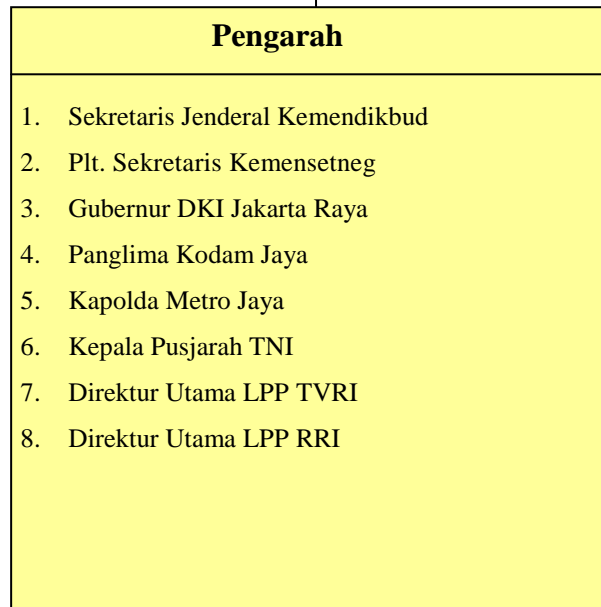 Pengarah
1. Sekretaris Jenderal Kemendikbud
2. Plt. Sekretaris Kemensetneg
3. Gubernur DKI Jakarta Raya
4. Panglima Kodam Jaya
5. Kapolda Metro Jaya
6. Kepala Pusjarah TNI
7. Direktur Utama LPP TVRI
8. Direktur Utama LPP RRI